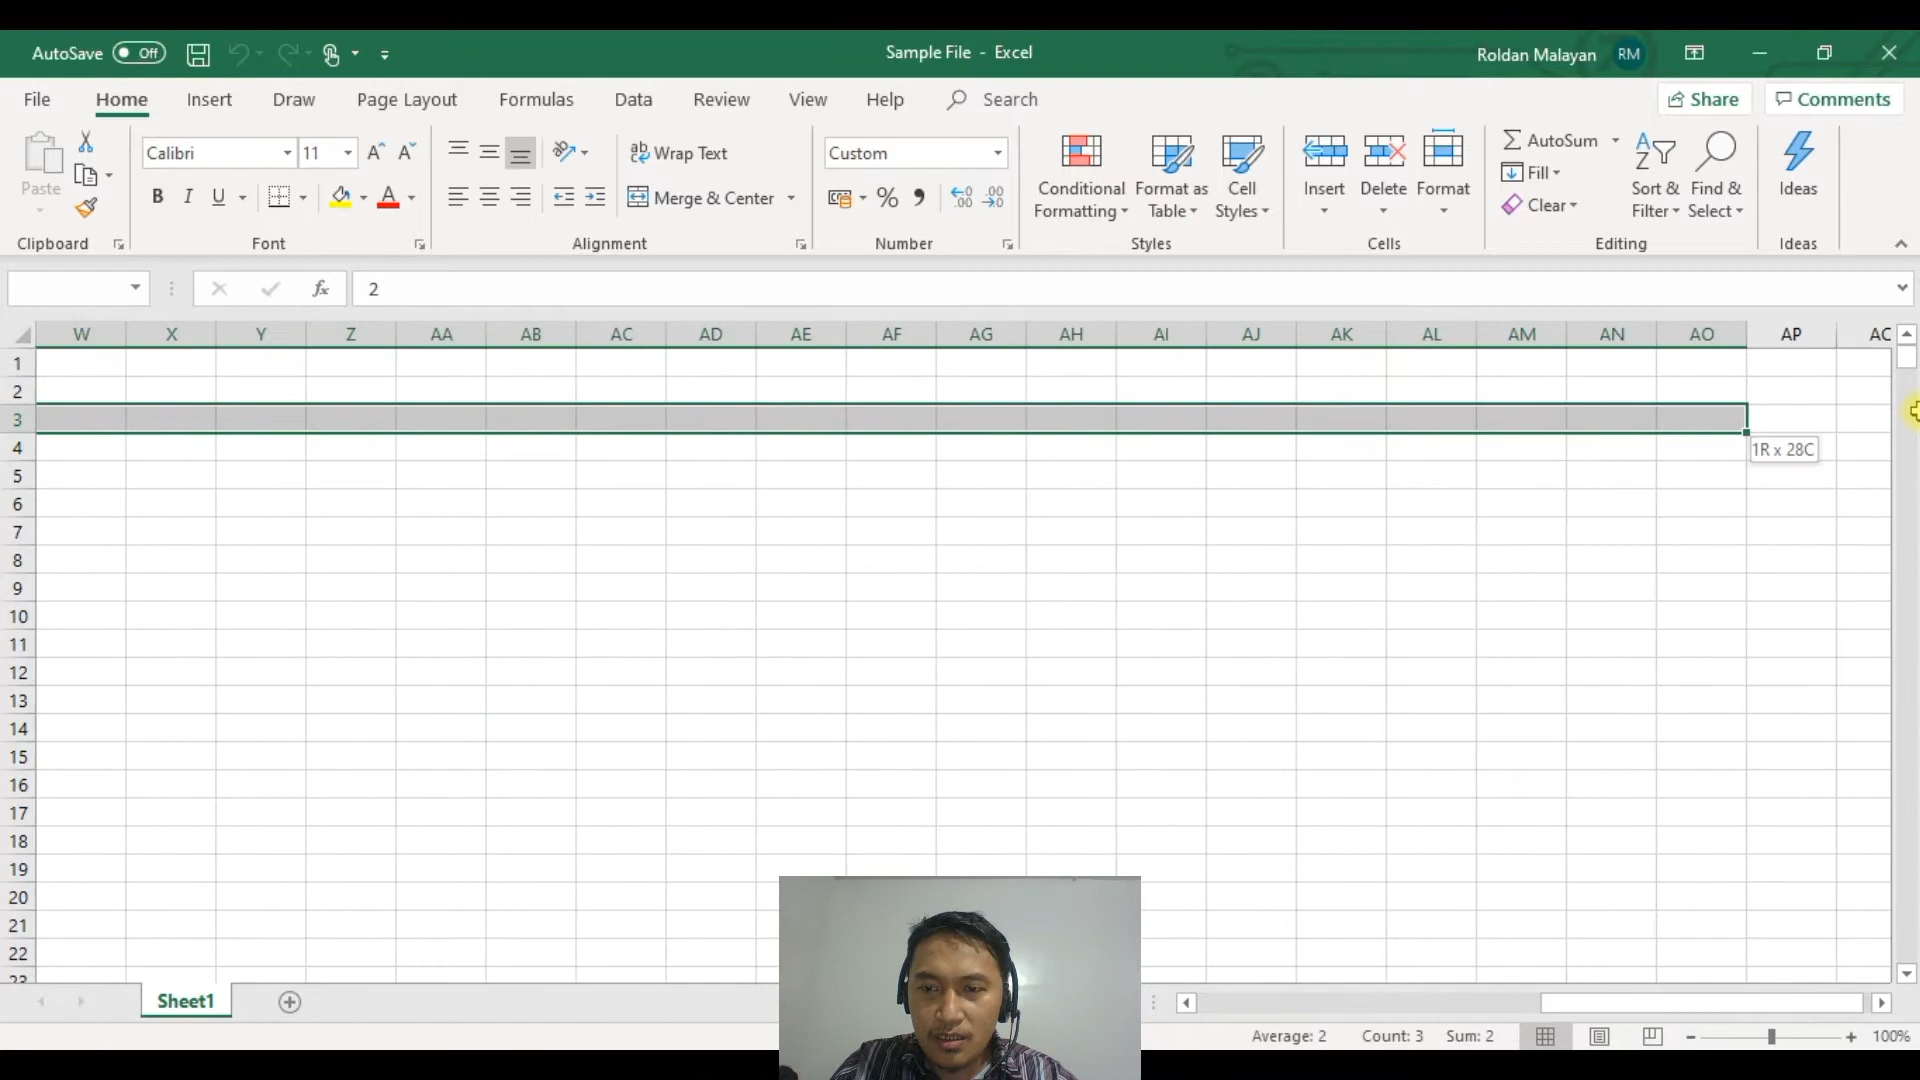 AutoSave Off Sample File - Excel Roldan Malayan RM
File Home Insert Draw Page Layout Formulas Data Review View Help Search Share Comments
Paste Calibri 11 Wrap Text Custom Conditional Formatting Format as Table Cell Styles Insert Delete Format AutoSum Fill Clear Sort & Filter Find & Select Ideas
B I U Merge & Center % 
Clipboard Font Alignment Number Styles Cells Editing Ideas
fx 2
W X Y Z AA AB AC AD AE AF AG AH AI AJ AK AL AM AN AO AP
1
2
3
4 1R x 28C
5
6
7
8
9
10
11
12
13
14
15
16
17
18
19
20
21
22
23
Sheet1
Average: 2 Count: 3 Sum: 2 100%